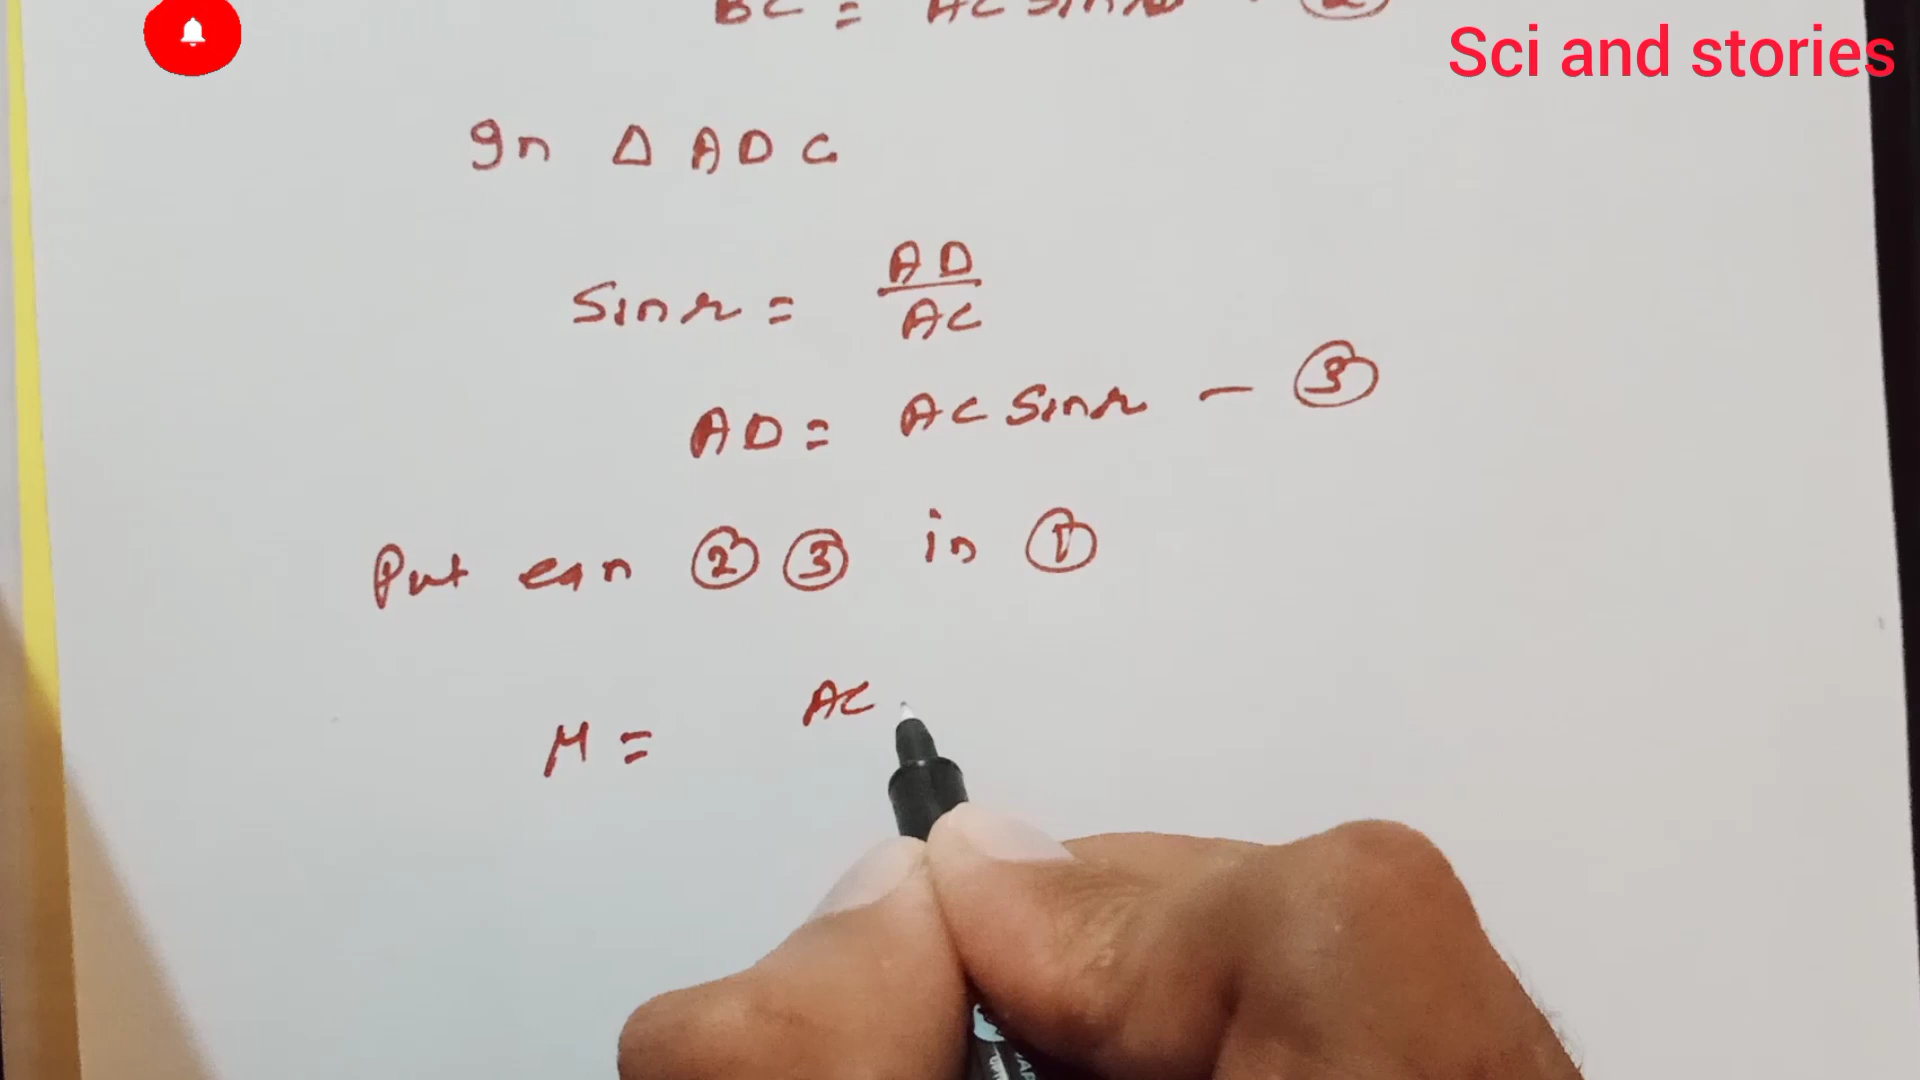 Sci and stories
In Δ ADC
Sin r = AD/AC
AD = AC Sin r — ③
Put eqn ② ③ in ①
μ = AC